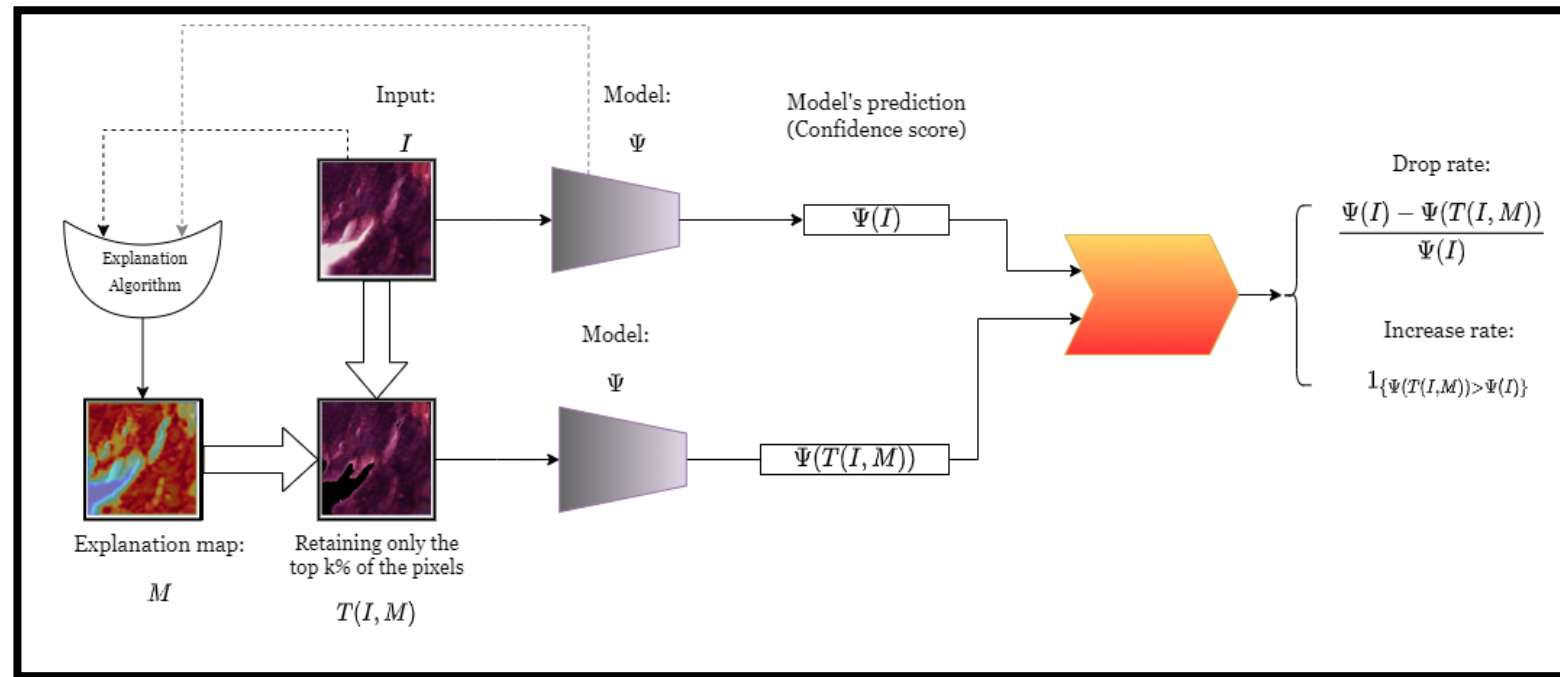 Input:
I
Model:
Ψ
Model's prediction
(Confidence score)
Ψ(I)
Explanation
Algorithm
Drop rate:
Ψ(I) − Ψ(T(I, M))
Ψ(I)
Increase rate:
1{Ψ(T(I,M))>Ψ(I)}
Model:
Ψ
Ψ(T(I, M))
Explanation map:
M
Retaining only the
top k% of the pixels
T(I, M)